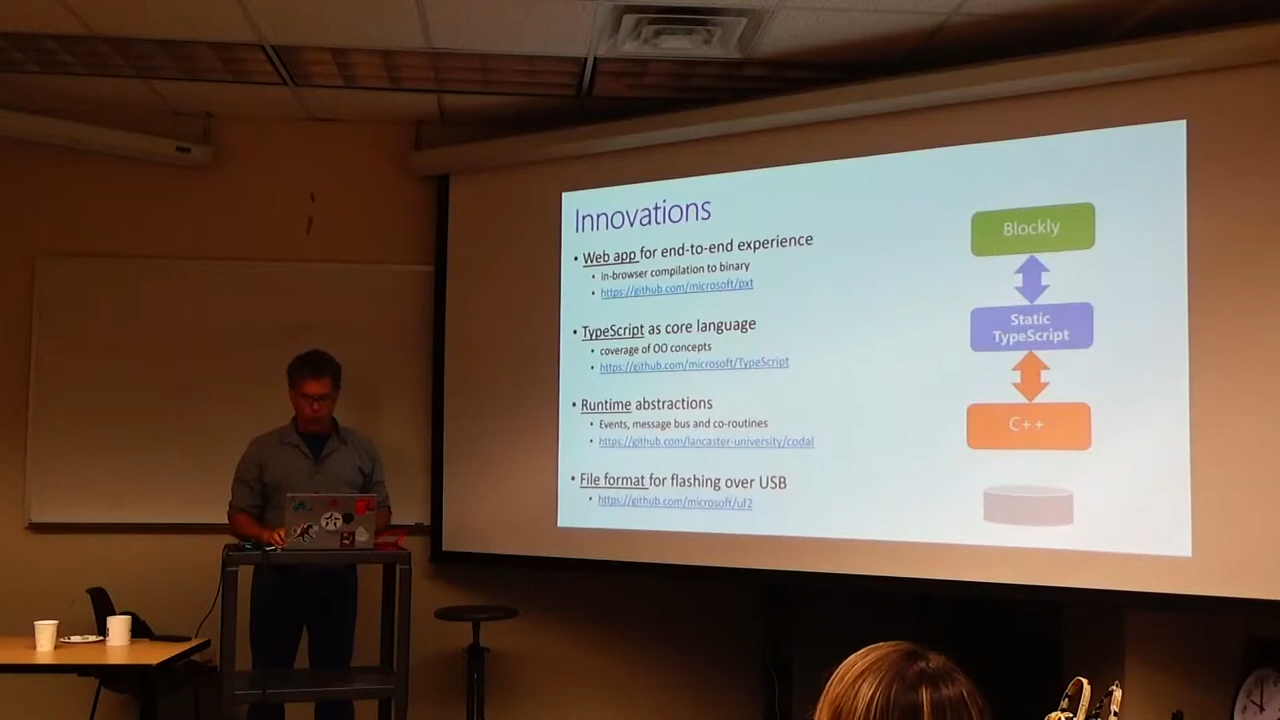 Innovations
• Web app for end-to-end experience
• in-browser compilation to binary
• https://github.com/microsoft/pxt
• TypeScript as core language
• coverage of OO concepts
• https://github.com/microsoft/TypeScript
• Runtime abstractions
• Events, message bus and co-routines
• https://github.com/lancaster-university/codal
• File format for flashing over USB
• https://github.com/microsoft/uf2
Blockly
Static
TypeScript
C++